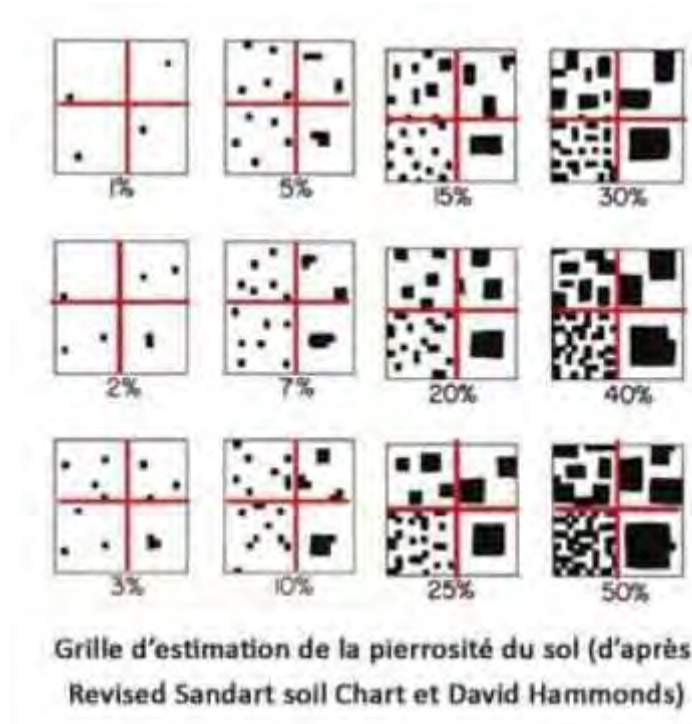 1% 5% 15% 30%
2% 7% 20% 40%
3% 10% 25% 50%
Grille d'estimation de la pierrosité du sol (d'après
Revised Sandart soil Chart et David Hammonds)